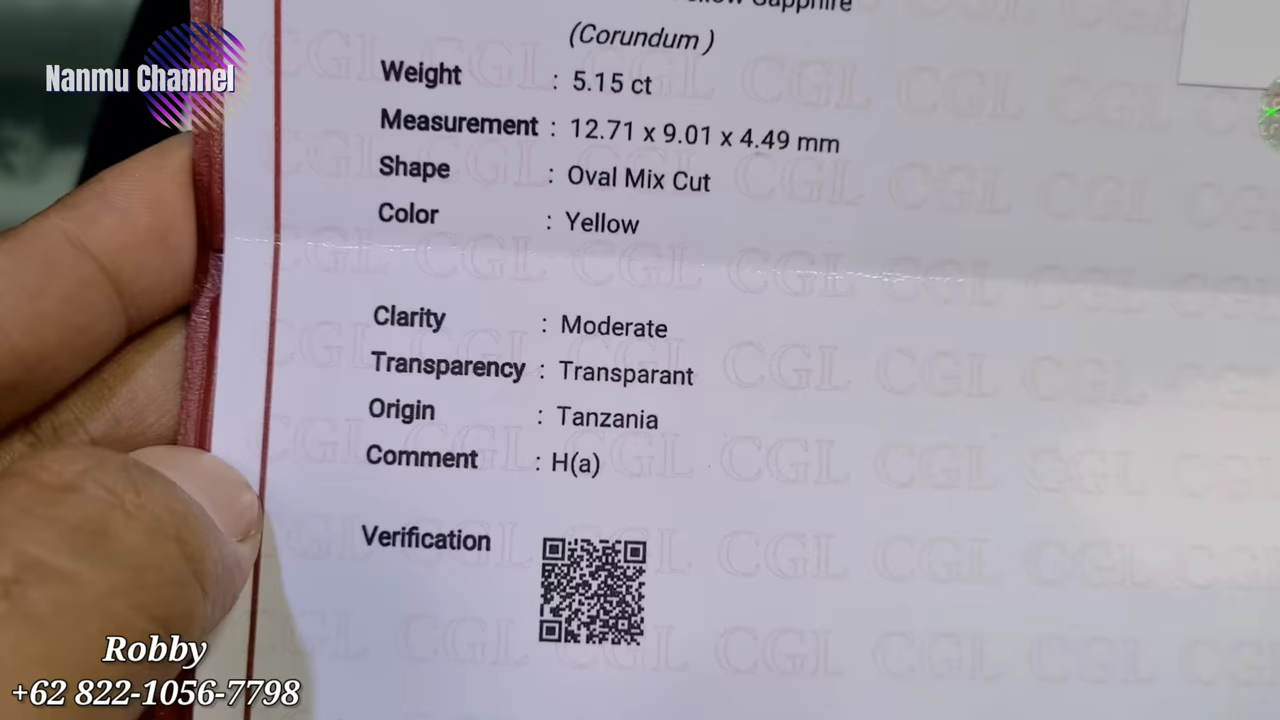 Sapphire
(Corundum )
Weight : 5.15 ct
Measurement : 12.71 x 9.01 x 4.49 mm
Shape : Oval Mix Cut
Color : Yellow
Clarity : Moderate
Transparency : Transparant
Origin : Tanzania
Comment : H(a)
Verification
Nanmu Channel
Robby
+62 822-1056-7798